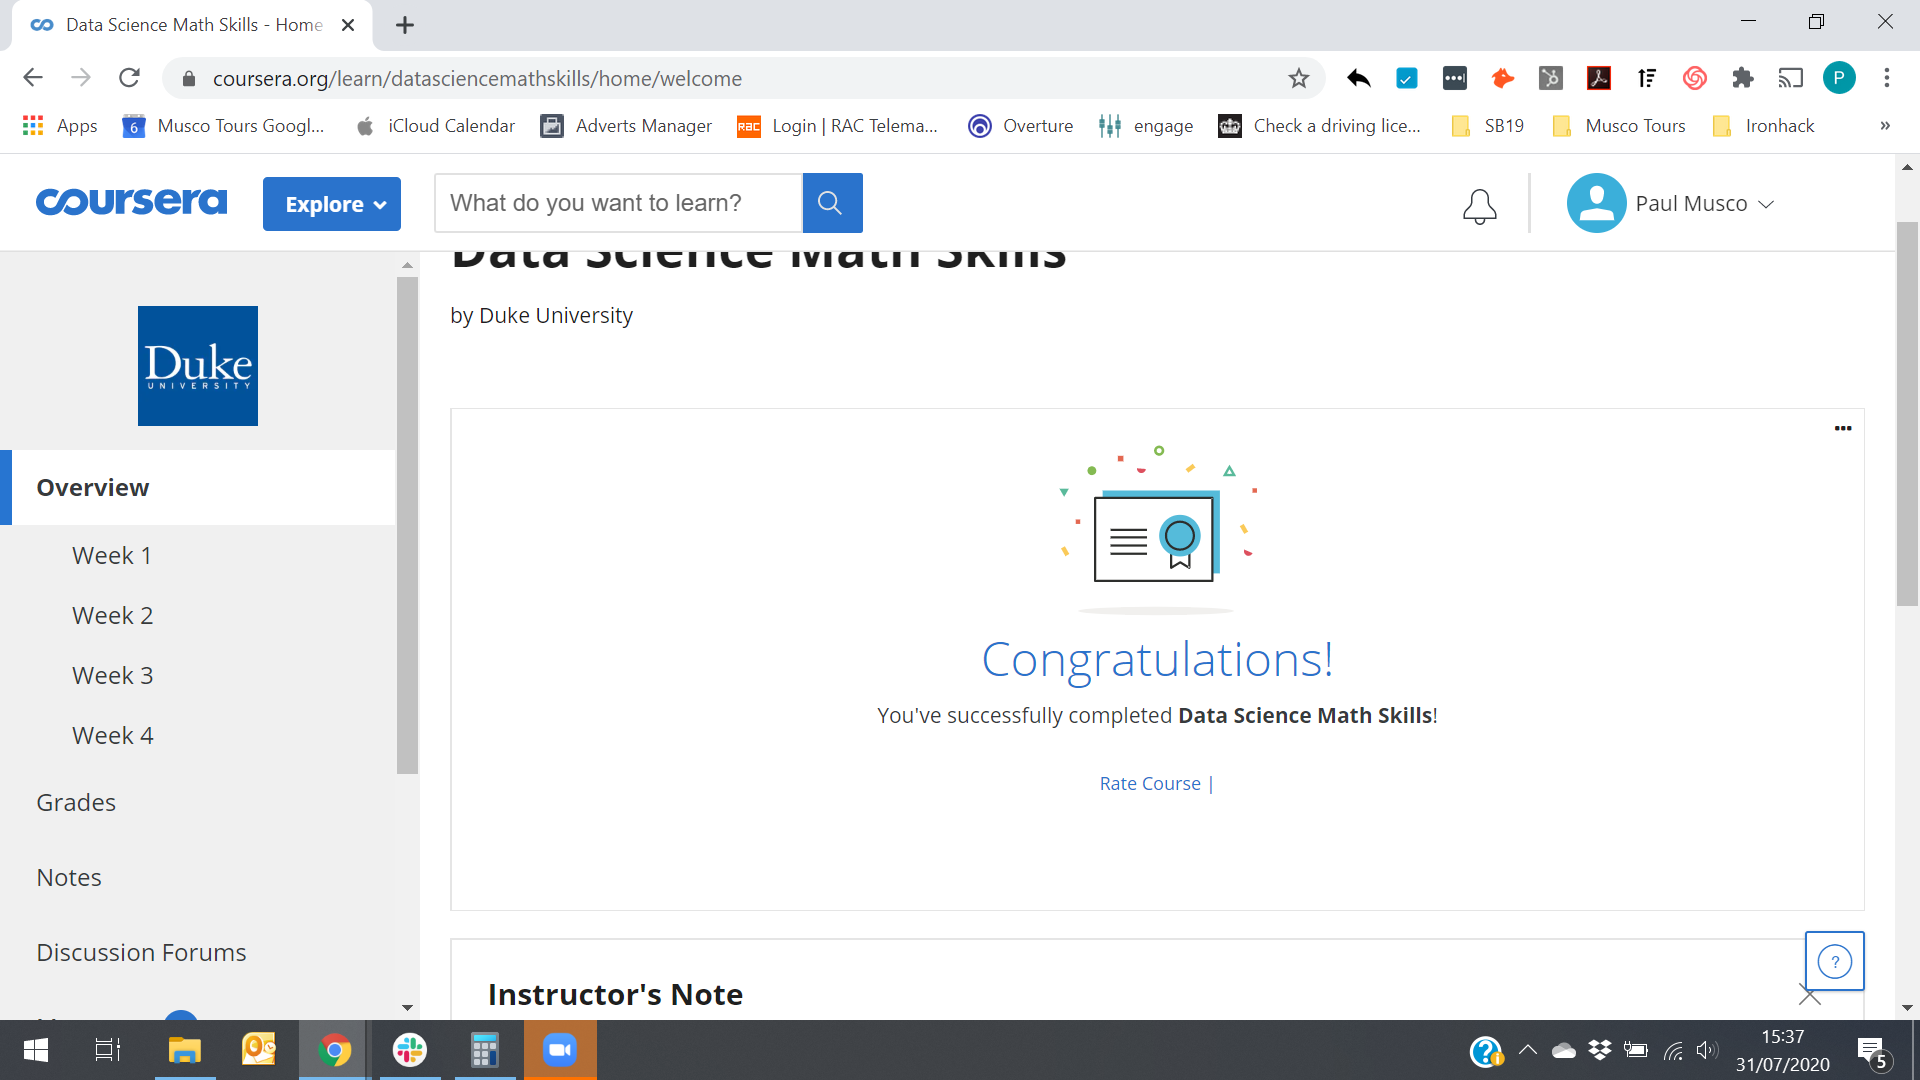 Data Science Math Skills - Home
coursera.org/learn/datasciencemathskills/home/welcome
P
Apps
6
Musco Tours Googl...
iCloud Calendar
Adverts Manager
RAC
Login | RAC Telema...
Overture
engage
Check a driving lice...
SB19
Musco Tours
Ironhack
»
coursera
Explore
What do you want to learn?
Paul Musco
Data Science Math Skills
by Duke University
Duke
UNIVERSITY
Overview
Week 1
Week 2
Week 3
Week 4
Grades
Notes
Discussion Forums
Congratulations!
You've successfully completed Data Science Math Skills!
Rate Course |
Instructor's Note
?
15:37
31/07/2020
5